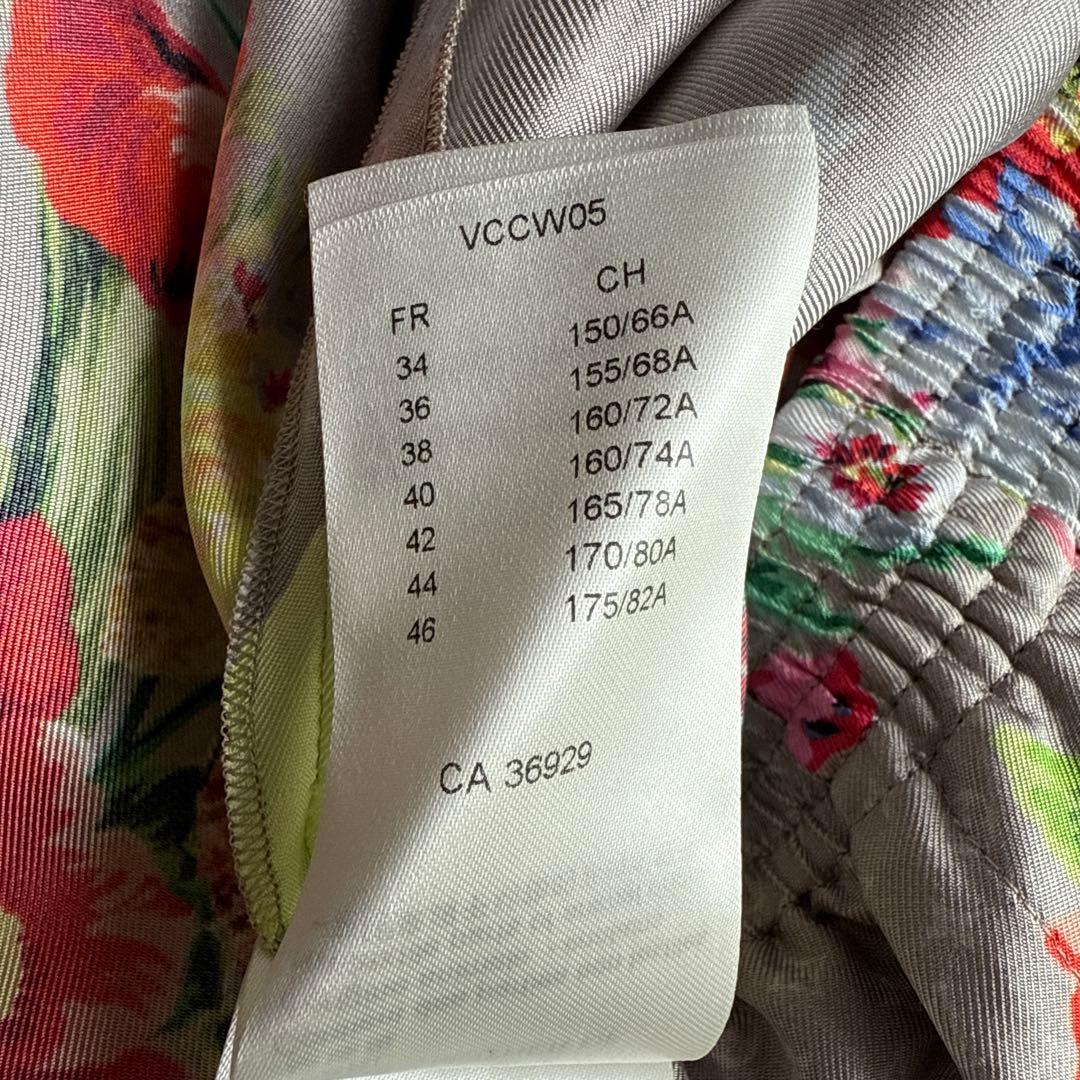 VCCW05
FR CH
34 150/66A
36 155/68A
38 160/72A
40 160/74A
42 165/78A
44 170/80A
46 175/82A
CA 36929